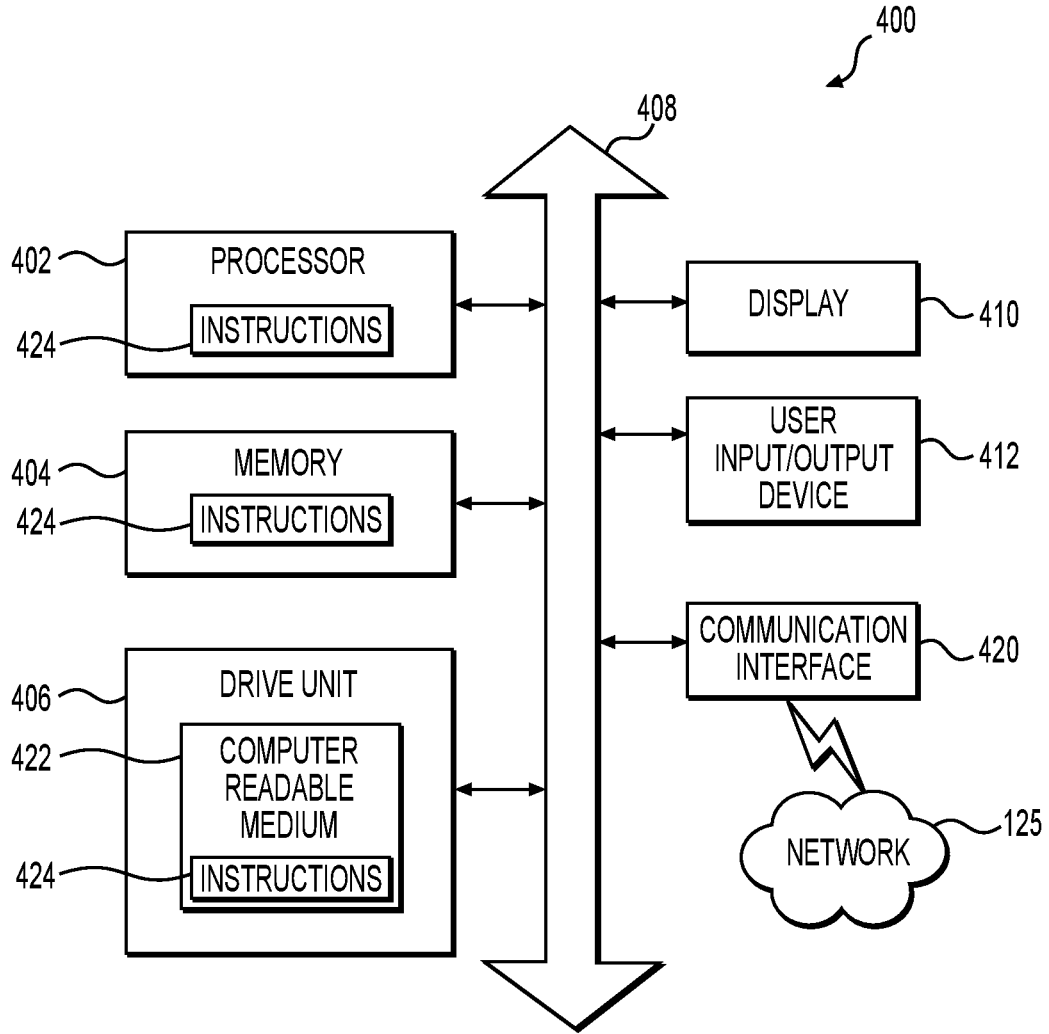 400
408
402
PROCESSOR
424
INSTRUCTIONS
404
MEMORY
424
INSTRUCTIONS
406
DRIVE UNIT
422
COMPUTER
READABLE
MEDIUM
424
INSTRUCTIONS
DISPLAY
410
USER
INPUT/OUTPUT
DEVICE
412
COMMUNICATION
INTERFACE
420
NETWORK
125